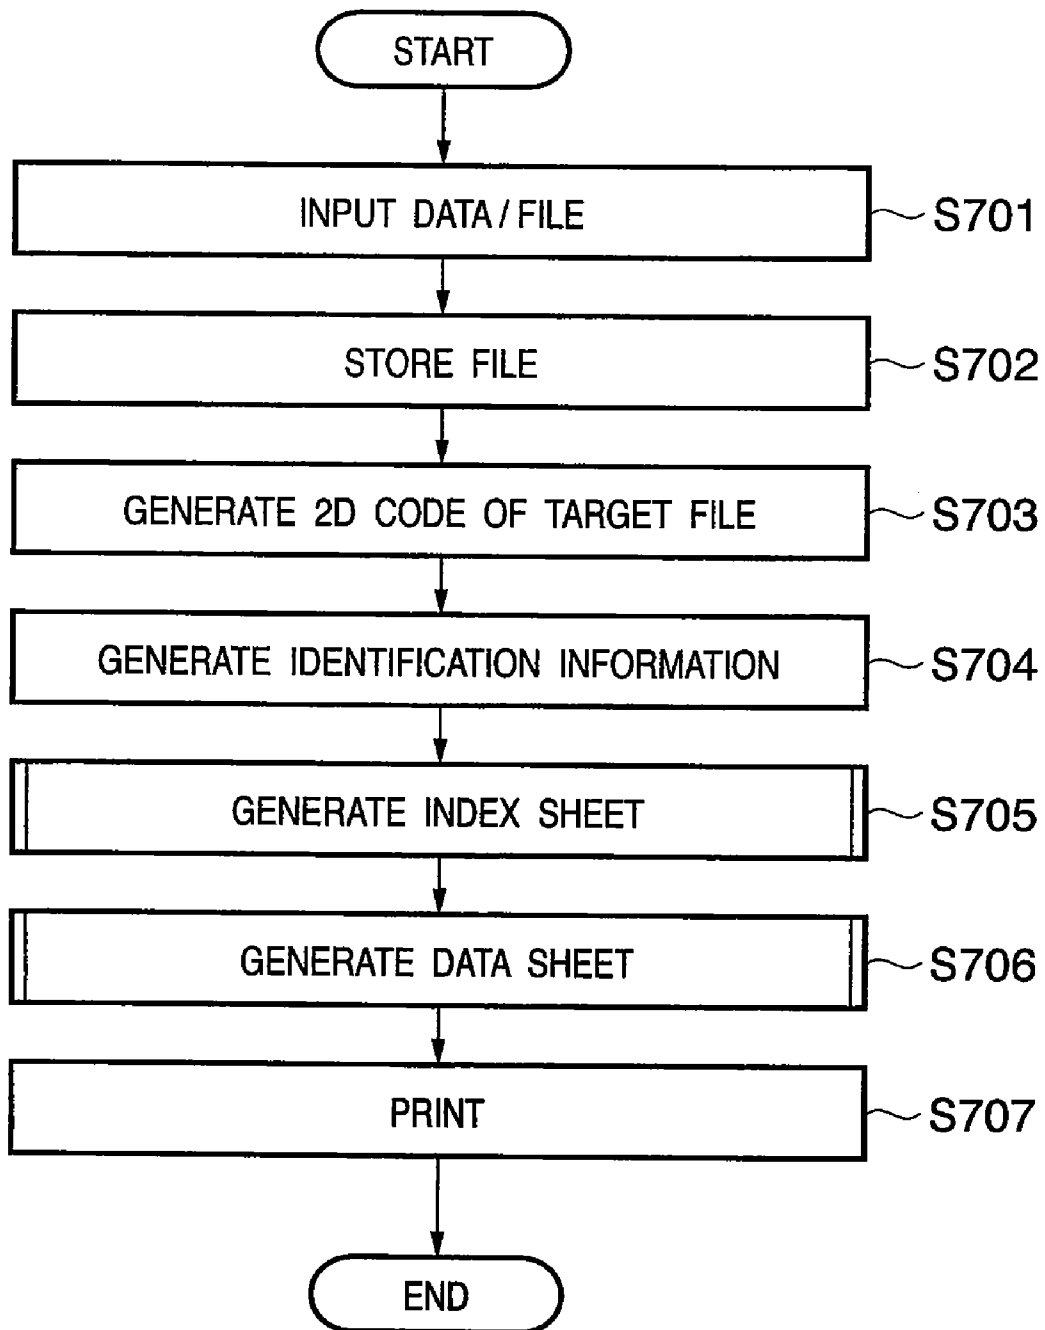 START
INPUT DATA / FILE
S701
STORE FILE
S702
GENERATE 2D CODE OF TARGET FILE
S703
GENERATE IDENTIFICATION INFORMATION
S704
GENERATE INDEX SHEET
S705
GENERATE DATA SHEET
S706
PRINT
S707
END